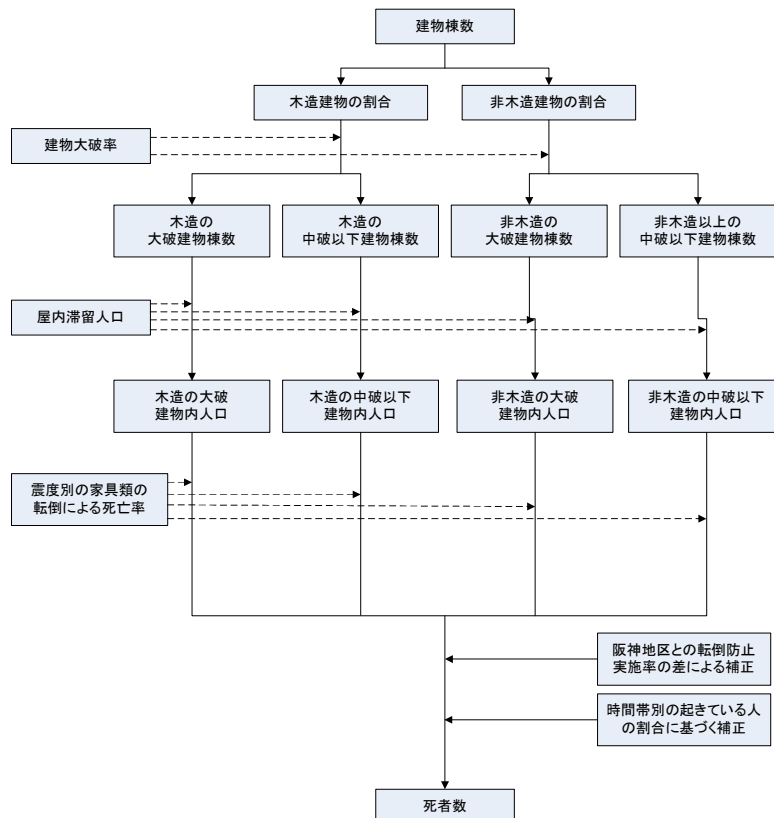 建物棟数
木造建物の割合
非木造建物の割合
建物大破率
木造の
大破建物棟数
木造の
中破以下建物棟数
非木造の
大破建物棟数
非木造以上の
中破以下建物棟数
屋内滞留人口
木造の大破
建物内人口
木造の中破以下
建物内人口
非木造の大破
建物内人口
非木造の中破以下
建物内人口
震度別の家具類の
転倒による死亡率
阪神地区との転倒防止
実施率の差による補正
時間帯別の起きている人
の割合に基づく補正
死者数